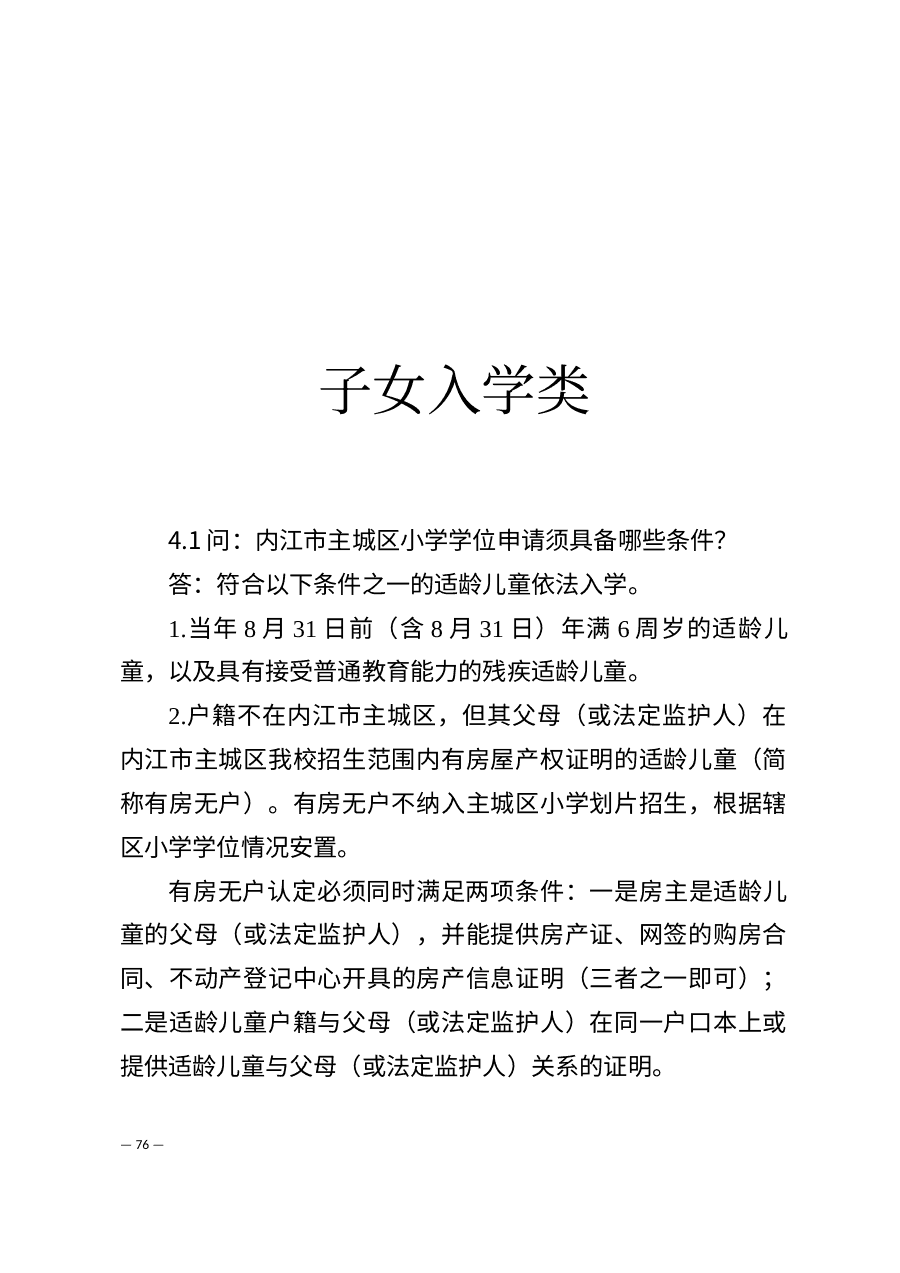 子女入学类
4.1 问：内江市主城区小学学位申请须具备哪些条件？
答：符合以下条件之一的适龄儿童依法入学。
1.当年 8 月 31 日前（含 8 月 31 日）年满 6 周岁的适龄儿
童，以及具有接受普通教育能力的残疾适龄儿童。
2.户籍不在内江市主城区，但其父母（或法定监护人）在
内江市主城区我校招生范围内有房屋产权证明的适龄儿童（简
称有房无户）。有房无户不纳入主城区小学划片招生，根据辖
区小学学位情况安置。
有房无户认定必须同时满足两项条件：一是房主是适龄儿
童的父母（或法定监护人），并能提供房产证、网签的购房合
同、不动产登记中心开具的房产信息证明（三者之一即可）；
二是适龄儿童户籍与父母（或法定监护人）在同一户口本上或
提供适龄儿童与父母（或法定监护人）关系的证明。
— 76 —